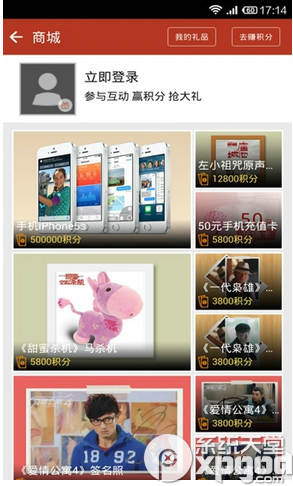 17:14
商城
我的礼品
去赚积分
立即登录
参与互动 赢积分 抢大礼
手机iPhone5s
500000积分
左小祖咒原声...
12800积分
50
50元手机充值卡
5800积分
《甜蜜杀机》马杀机
5800积分
《一代枭雄》...
3800积分
《一代枭雄》...
3800积分
《爱情公寓4》签名照
《爱情公寓4》...
3800积分
系统天堂
xpgod
.com